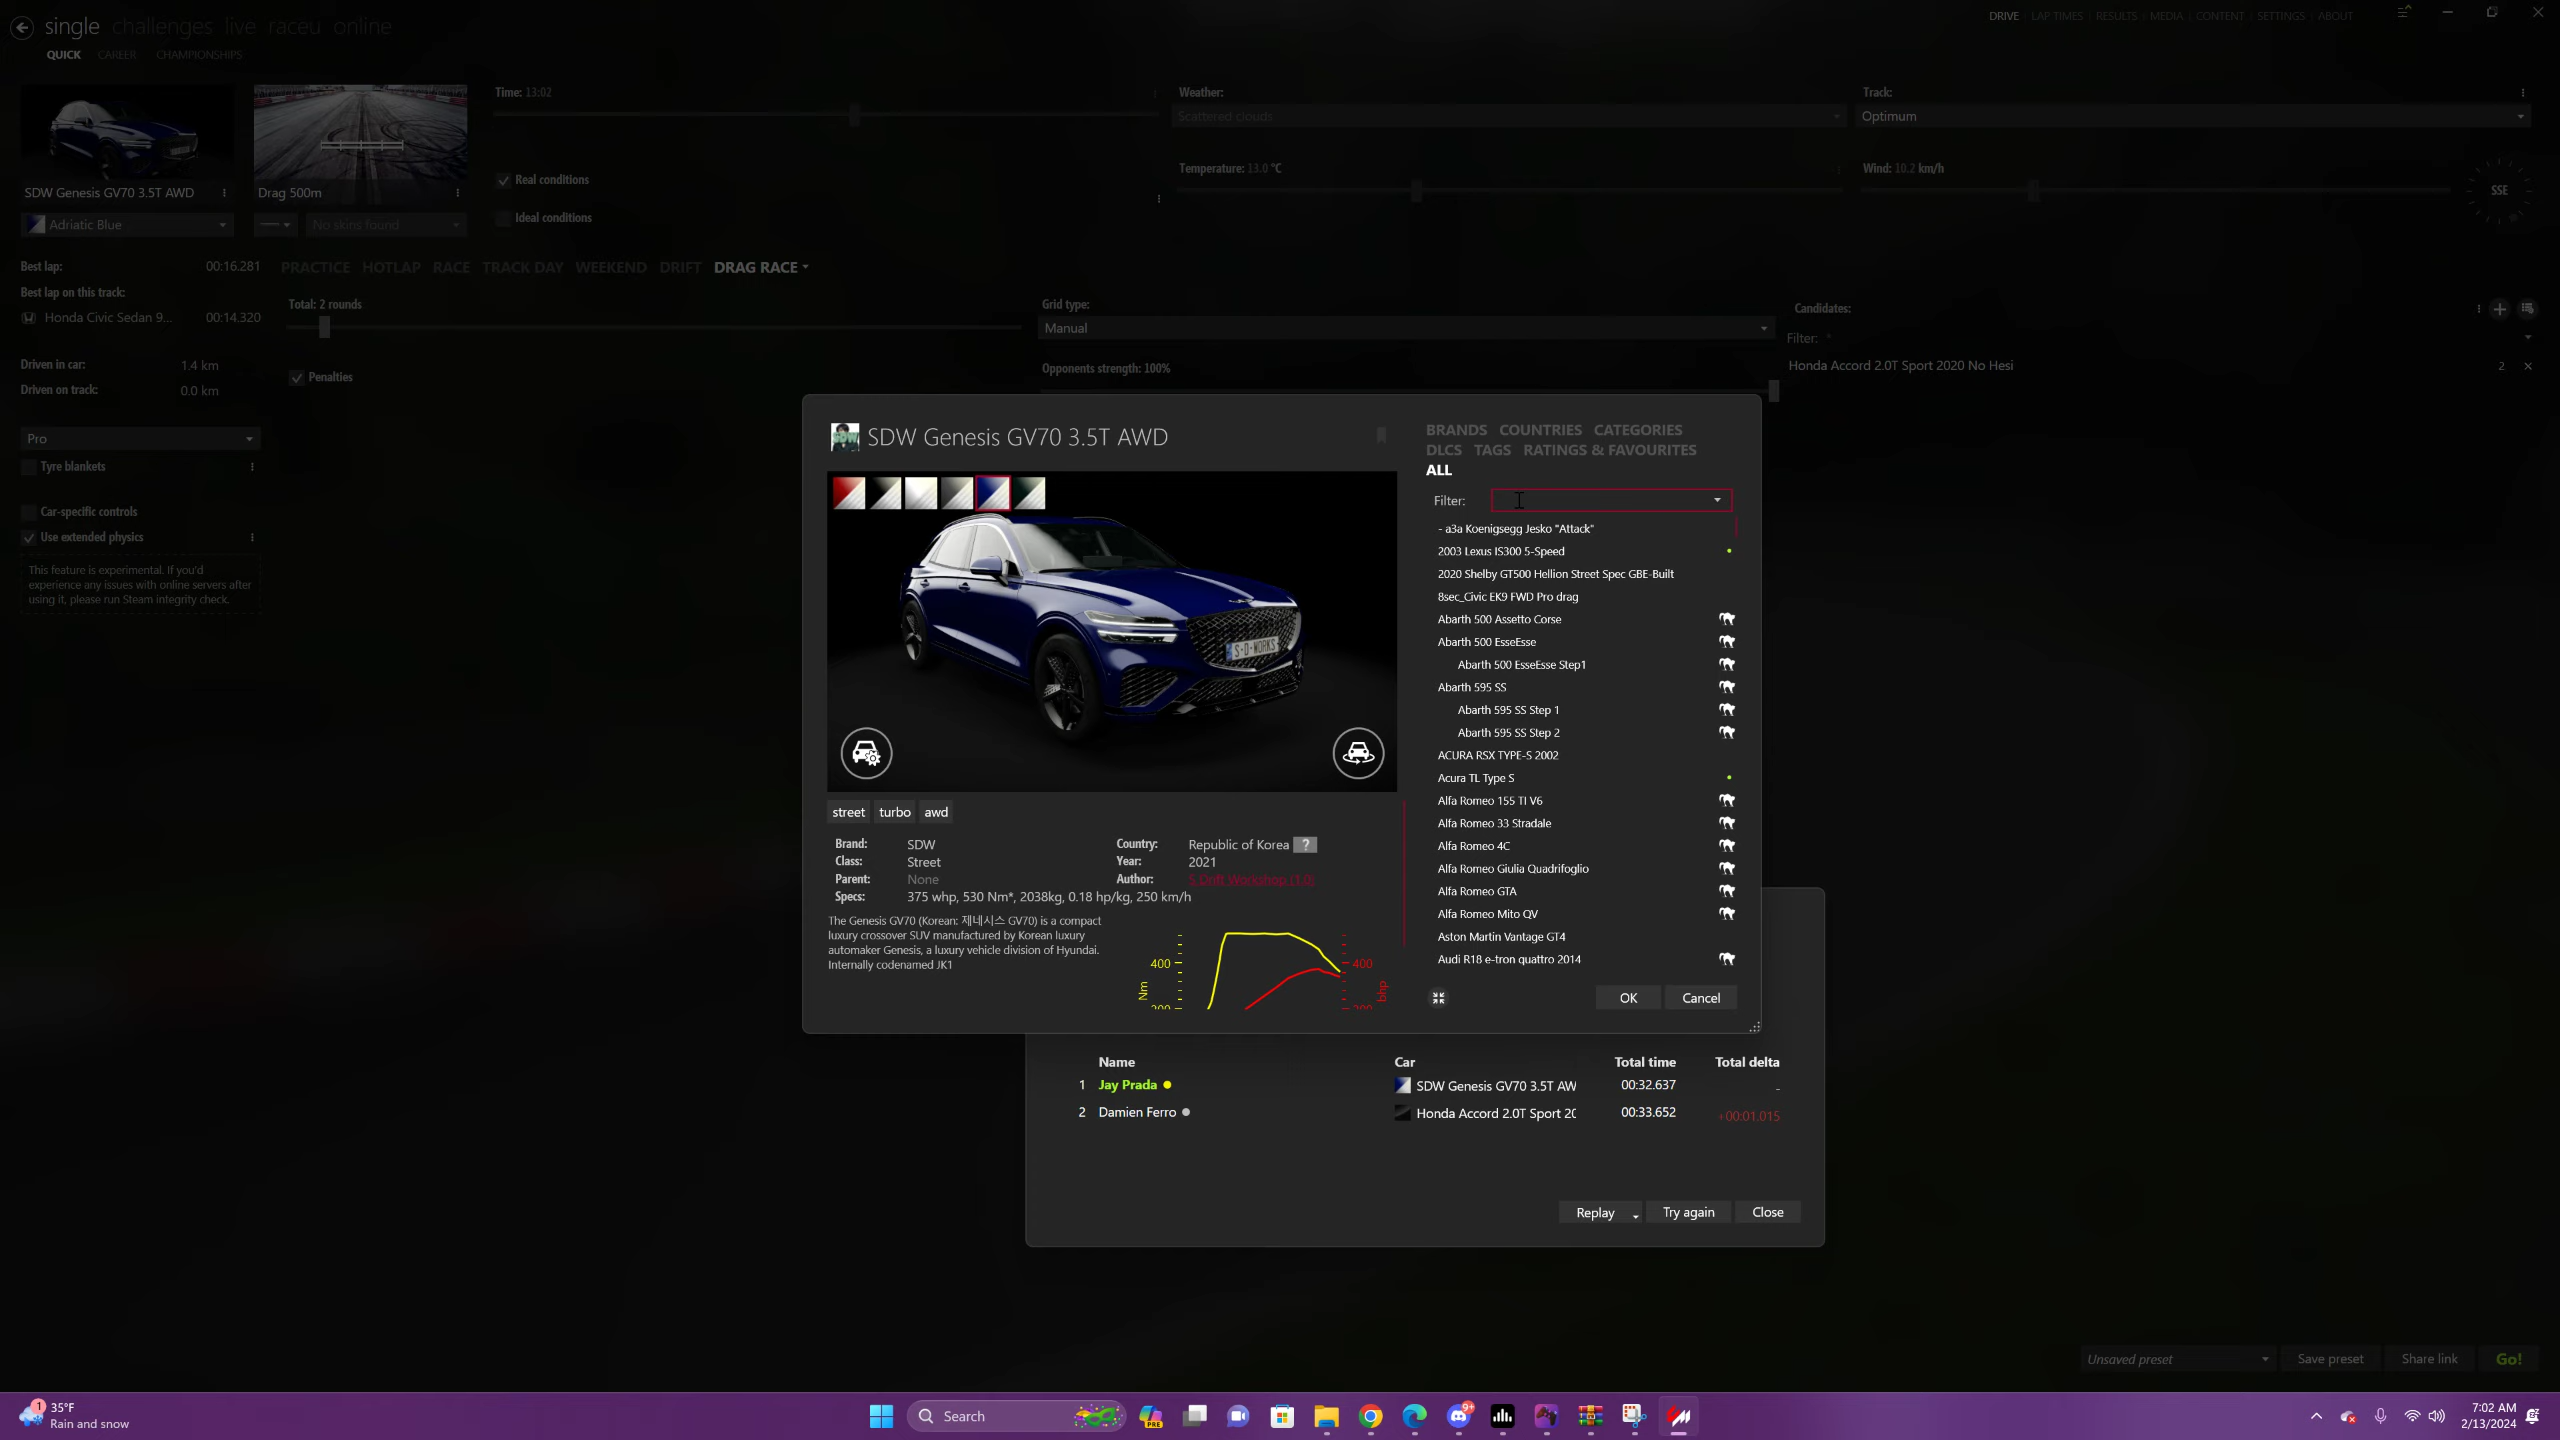 single challenges live raceu online
DRIVE LAP TIMES RESULTS MEDIA CONTENT SETTINGS ABOUT
QUICK CAREER CHAMPIONSHIPS
Time: 13:02
Weather:
Track:
Scattered clouds
Optimum
Real conditions
Temperature: 13.0 °C
Wind: 10.2 km/h
SSE
SDW Genesis GV70 3.5T AWD
Drag 500m
Ideal conditions
Adriatic Blue
No skins found
Best lap: 00:16.281
PRACTICE HOTLAP RACE TRACK DAY WEEKEND DRIFT DRAG RACE
Best lap on this track:
Honda Civic Sedan 9... 00:14.320
Total: 2 rounds
Grid type:
Manual
Candidates:
Filter:
Driven in car: 1.4 km
Driven on track: 0.0 km
Penalties
Opponents strength: 100%
Honda Accord 2.0T Sport 2020 No Hesi 2
Pro
Tyre blankets
Car-specific controls
Use extended physics
This feature is experimental. If you'd
experience any issues with online servers after
using it, please run Steam integrity check.
SDW Genesis GV70 3.5T AWD
S-D-WORKS
street turbo awd
Brand: SDW
Class: Street
Parent: None
Specs: 375 whp, 530 Nm*, 2038kg, 0.18 hp/kg, 250 km/h
Country: Republic of Korea ?
Year: 2021
Author: S Drift Workshop (1.0)
The Genesis GV70 (Korean: 제네시스 GV70) is a compact
luxury crossover SUV manufactured by Korean luxury
automaker Genesis, a luxury vehicle division of Hyundai.
Internally codenamed JK1
400
Nm
400
bhp
BRANDS COUNTRIES CATEGORIES
DLCS TAGS RATINGS & FAVOURITES
ALL
Filter:
- a3a Koenigsegg Jesko "Attack"
2003 Lexus IS300 5-Speed
2020 Shelby GT500 Hellion Street Spec GBE-Built
8sec_Civic EK9 FWD Pro drag
Abarth 500 Assetto Corse
Abarth 500 EsseEsse
Abarth 500 EsseEsse Step1
Abarth 595 SS
Abarth 595 SS Step 1
Abarth 595 SS Step 2
ACURA RSX TYPE-S 2002
Acura TL Type S
Alfa Romeo 155 TI V6
Alfa Romeo 33 Stradale
Alfa Romeo 4C
Alfa Romeo Giulia Quadrifoglio
Alfa Romeo GTA
Alfa Romeo Mito QV
Aston Martin Vantage GT4
Audi R18 e-tron quattro 2014
OK Cancel
Name Car Total time Total delta
1 Jay Prada SDW Genesis GV70 3.5T AW 00:32.637 -
2 Damien Ferro Honda Accord 2.0T Sport 20 00:33.652 +00:01.015
Replay Try again Close
Unsaved preset Save preset Share link Go!
1
35°F
Rain and snow
Search
PRE
9+
7:02 AM
2/13/2024